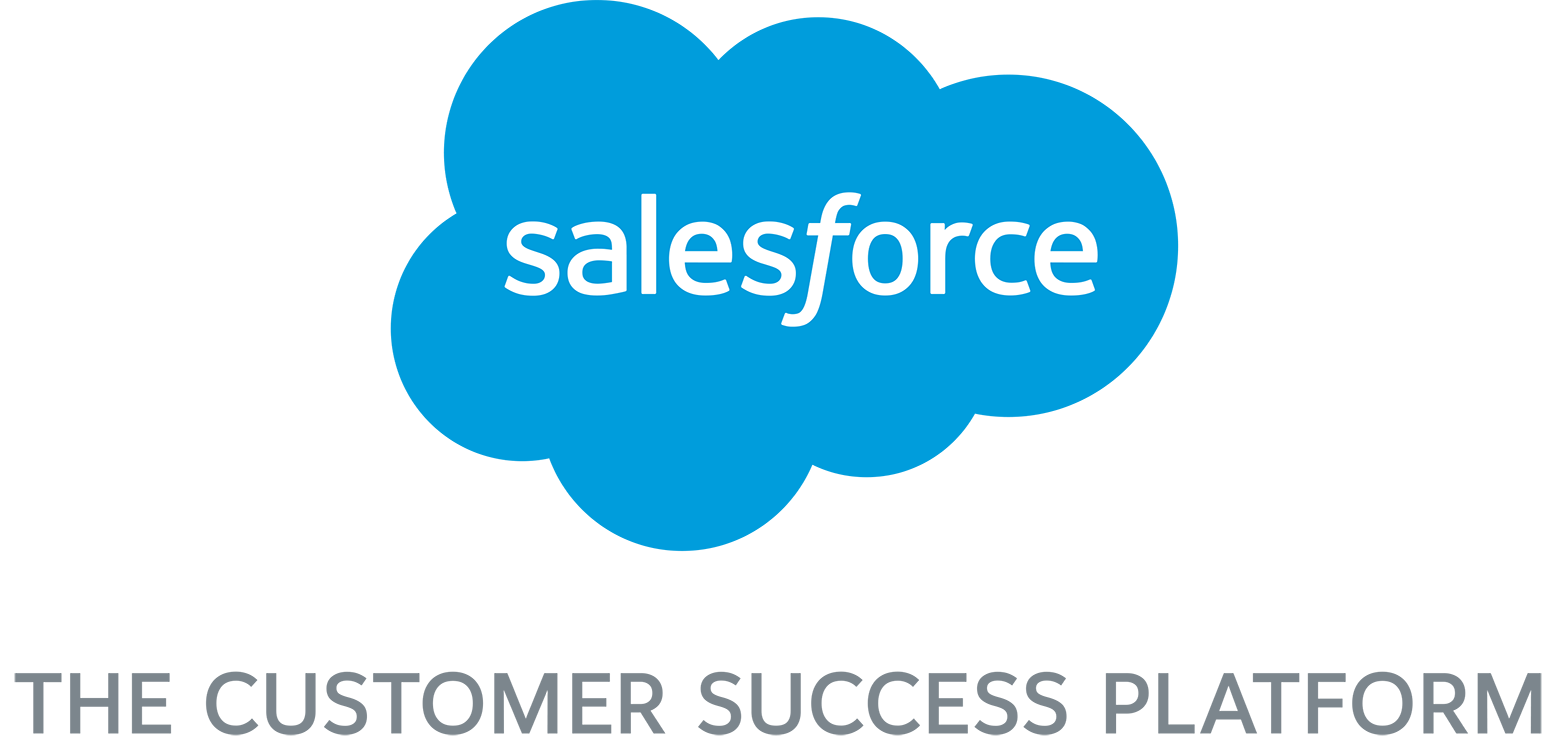 salesforce
THE CUSTOMER SUCCESS PLATFORM